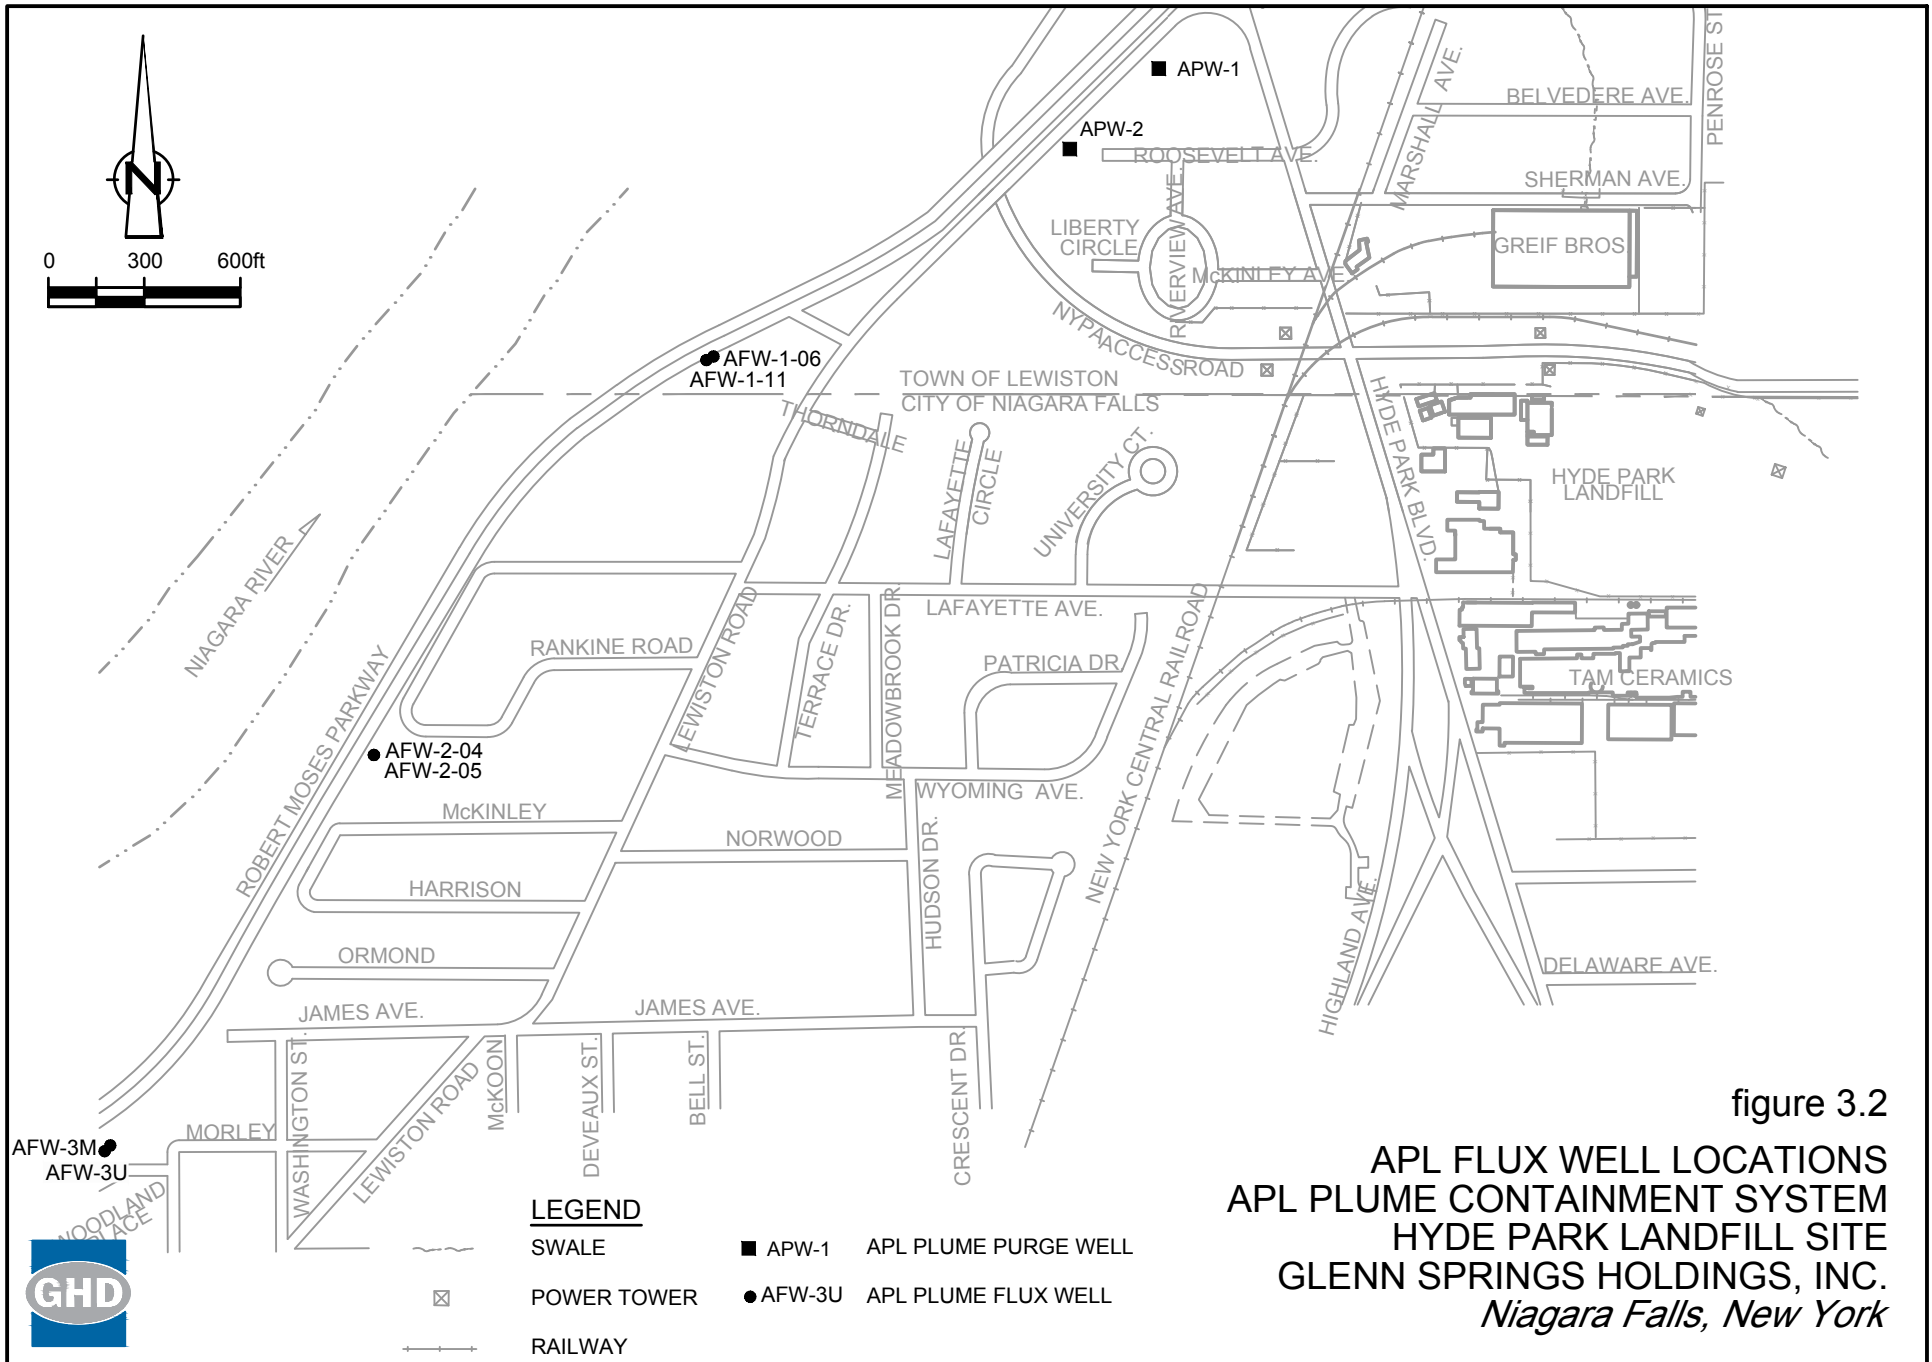 PENROSE ST
APW-1
MARSHALL AVE.
BELVEDERE AVE.
APW-2
ROOSEVELT AVE.
SHERMAN AVE.
N
LIBERTY
CIRCLE
RIVERVIEW AVE.
GREIF BROS
0 300 600ft
McKINLEY AVE
NYPA ACCESS ROAD
AFW-1-06
AFW-1-11
TOWN OF LEWISTON
CITY OF NIAGARA FALLS
THORNDALE
HYDE PARK BLVD.
LAFAYETTE
CIRCLE
UNIVERSITY CT.
HYDE PARK
LANDFILL
NIAGARA RIVER
LAFAYETTE AVE.
RANKINE ROAD
LEWISTON ROAD
TERRACE DR.
MEADOWBROOK DR.
PATRICIA DR.
NEW YORK CENTRAL RAILROAD
TAM CERAMICS
ROBERT MOSES PARKWAY
AFW-2-04
AFW-2-05
WYOMING AVE.
McKINLEY
NORWOOD
HARRISON
HUDSON DR.
HIGHLAND AVE.
ORMOND
DELAWARE AVE.
JAMES AVE.
JAMES AVE.
WASHINGTON ST.
LEWISTON ROAD
McKOON
DEVEAUX ST.
BELL ST.
CRESCENT DR.
MORLEY
AFW-3M
AFW-3U
WOODLAND
PLACE
figure 3.2
APL FLUX WELL LOCATIONS
APL PLUME CONTAINMENT SYSTEM
HYDE PARK LANDFILL SITE
GLENN SPRINGS HOLDINGS, INC.
Niagara Falls, New York
LEGEND
SWALE
APW-1 APL PLUME PURGE WELL
POWER TOWER
AFW-3U APL PLUME FLUX WELL
RAILWAY
GHD